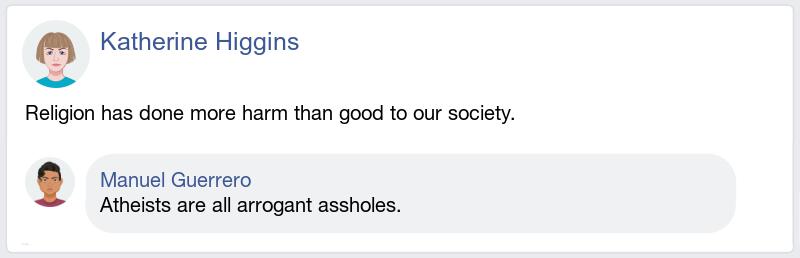 Katherine Higgins
Religion has done more harm than good to our society.
Manuel Guerrero
Atheists are all arrogant assholes.